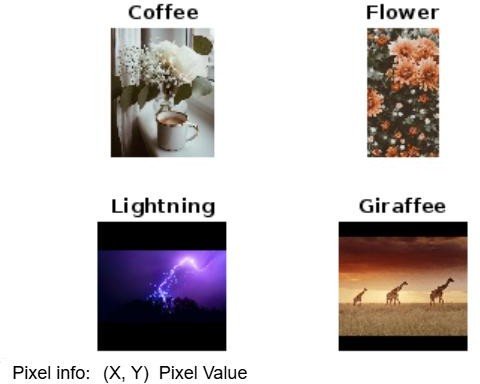 Coffee Flower
Lightning Giraffee
Pixel info: (X, Y) Pixel Value